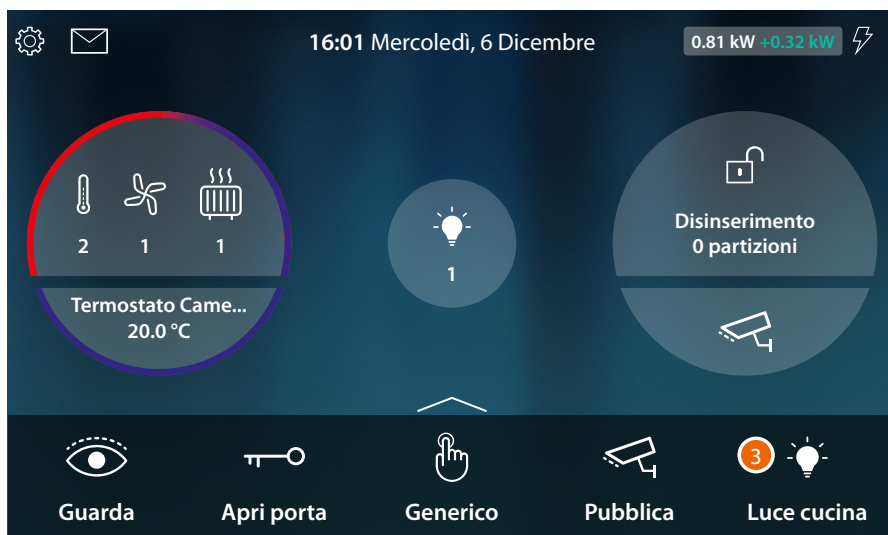 16:01 Mercoledì, 6 Dicembre
0.81 kW +0.32 kW
2 1 1
Termostato Came...
20.0 °C
1
Disinserimento
0 partizioni
3
Guarda Apri porta Generico Pubblica Luce cucina